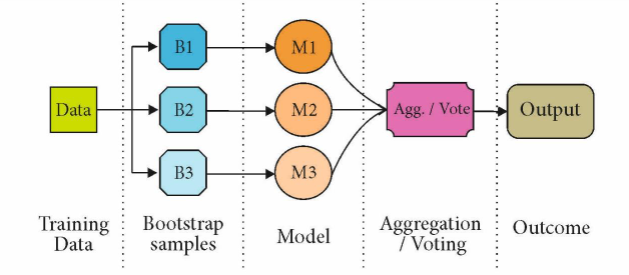 B1
M1
Data
B2
M2
Agg. / Vote
Output
B3
M3
Training
Data
Bootstrap
samples
Model
Aggregation
/ Voting
Outcome